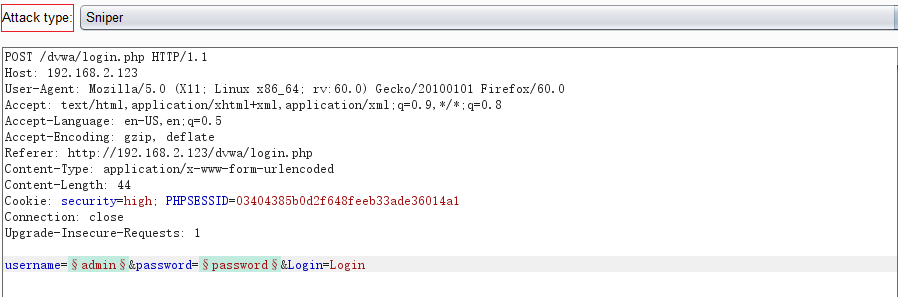 Attack type: Sniper
POST /dvwa/login.php HTTP/1.1
Host: 192.168.2.123
User-Agent: Mozilla/5.0 (X11; Linux x86_64; rv:60.0) Gecko/20100101 Firefox/60.0
Accept: text/html,application/xhtml+xml,application/xml;q=0.9,*/*;q=0.8
Accept-Language: en-US,en;q=0.5
Accept-Encoding: gzip, deflate
Referer: http://192.168.2.123/dvwa/login.php
Content-Type: application/x-www-form-urlencoded
Content-Length: 44
Cookie: security=high; PHPSESSID=03404385b0d2f648feeb33ade36014a1
Connection: close
Upgrade-Insecure-Requests: 1
username=§admin§&password=§password§&Login=Login